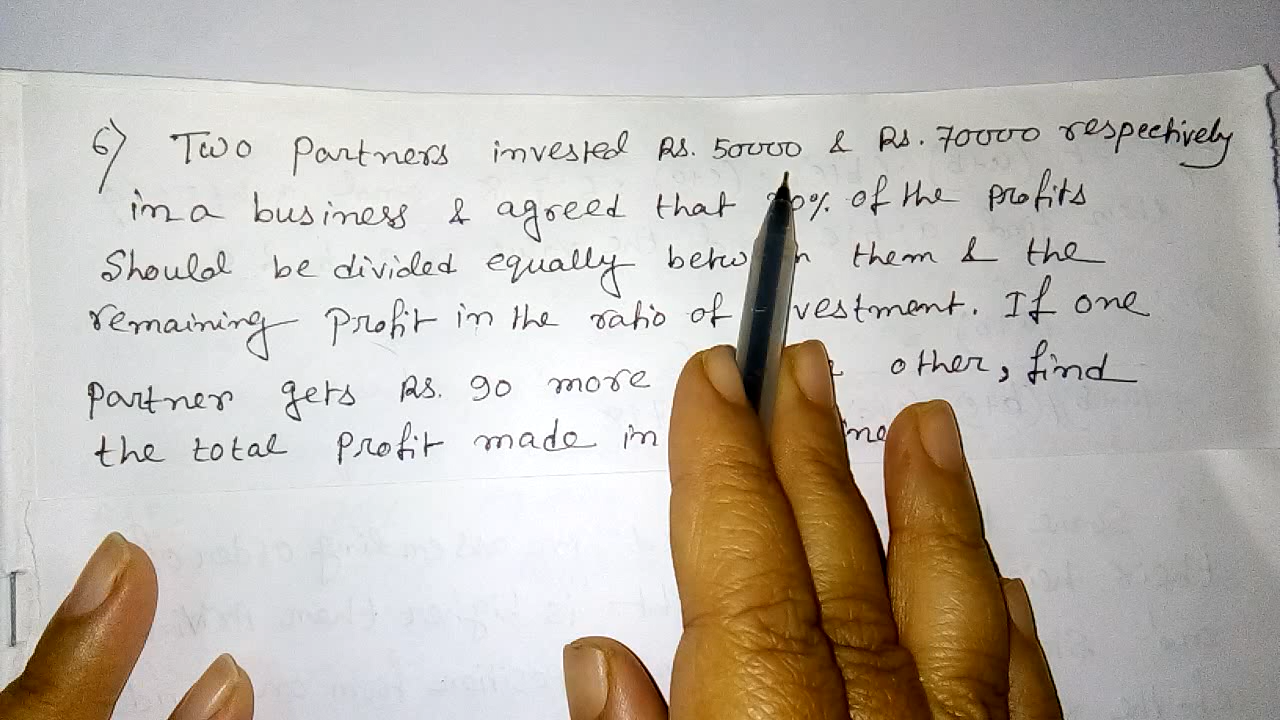 6) Two Partners invested Rs. 50000 & Rs. 70000 respectively
in a business & agreed that % of the profits
Should be divided equally them & the
remaining Profit in the ratio of . If one
Partner gets Rs. 90 more other, find
the total Profit made in